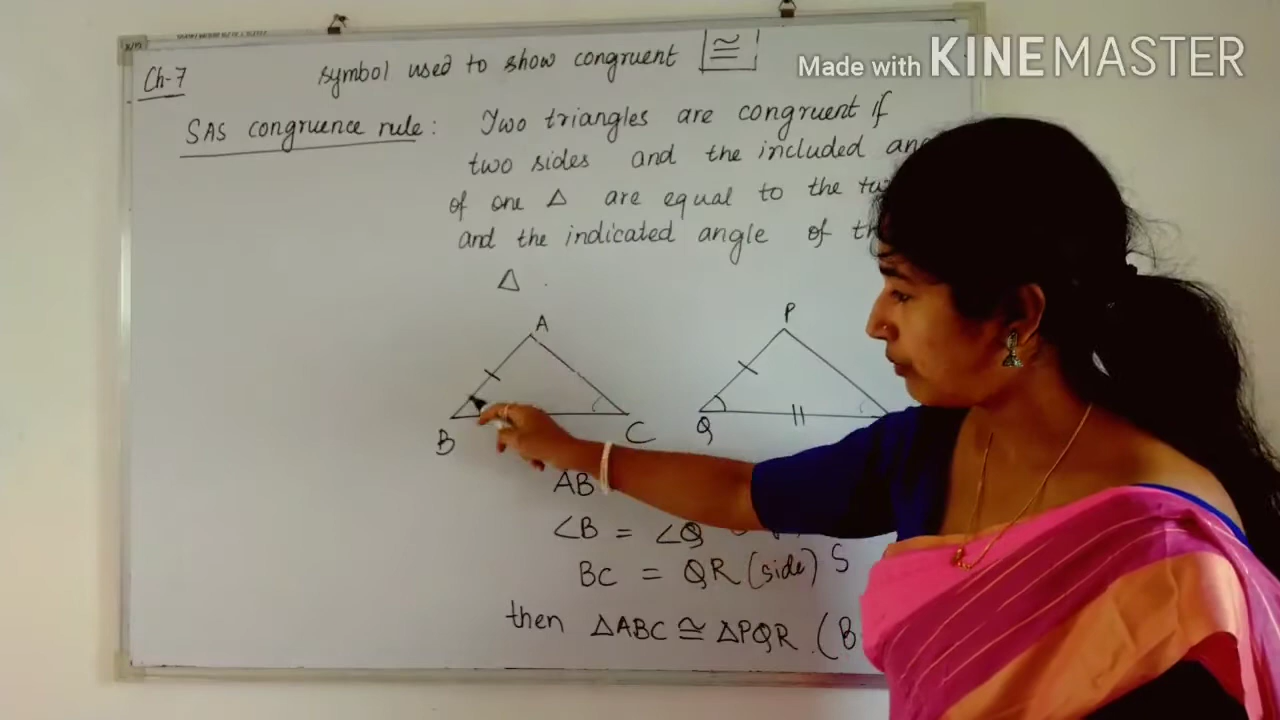 Made with KINEMASTER
Ch-7
symbol used to show congruent ≅
SAS congruence rule: Two triangles are congruent if
two sides and the included
of one Δ are equal to the
and the indicated angle of
Δ
A
P
B
C
Q
AB
∠B = ∠Q
BC = QR (side) S
then ΔABC ≅ ΔPQR (B